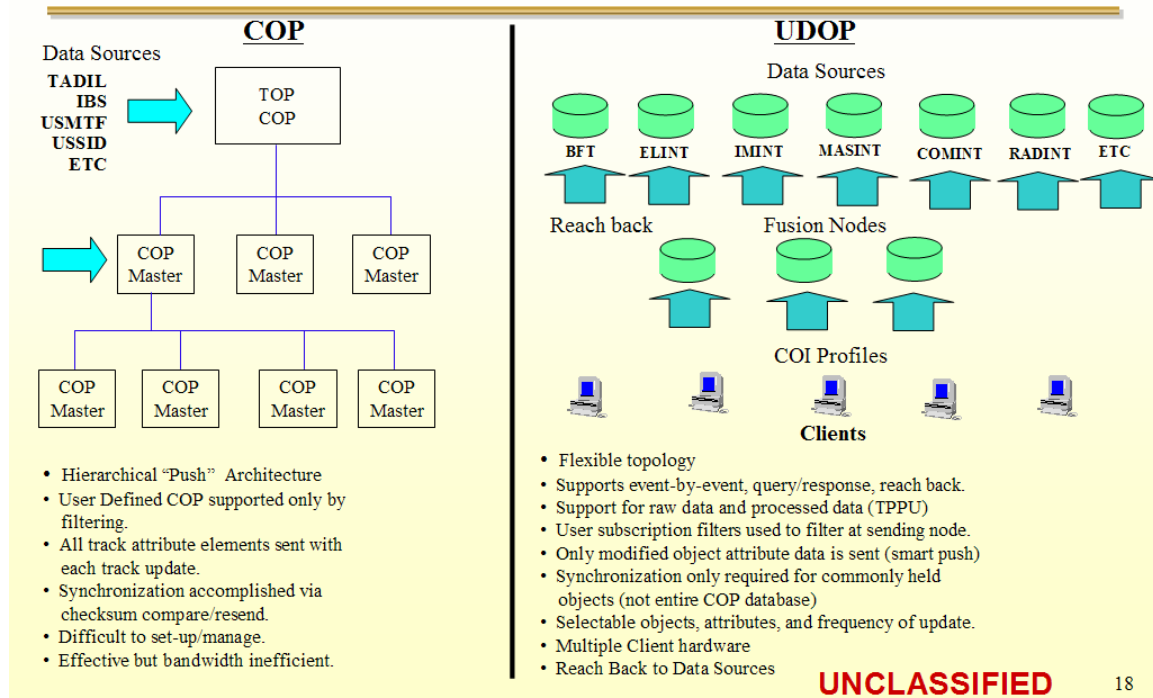 COP
Data Sources
TADIL
IBS
USMTF
USSID
ETC
TOP
COP
COP
Master
COP
Master
COP
Master
COP
Master
COP
Master
COP
Master
COP
Master
• Hierarchical “Push” Architecture
• User Defined COP supported only by
filtering.
• All track attribute elements sent with
each track update.
• Synchronization accomplished via
checksum compare/resend.
• Difficult to set-up/manage.
• Effective but bandwidth inefficient.
UDOP
Data Sources
BFT ELINT IMINT MASINT COMINT RADINT ETC
Reach back Fusion Nodes
COI Profiles
Clients
• Flexible topology
• Supports event-by-event, query/response, reach back.
• Support for raw data and processed data (TPPU)
• User subscription filters used to filter at sending node.
• Only modified object attribute data is sent (smart push)
• Synchronization only required for commonly held
objects (not entire COP database)
• Selectable objects, attributes, and frequency of update.
• Multiple Client hardware
• Reach Back to Data Sources
UNCLASSIFIED 18